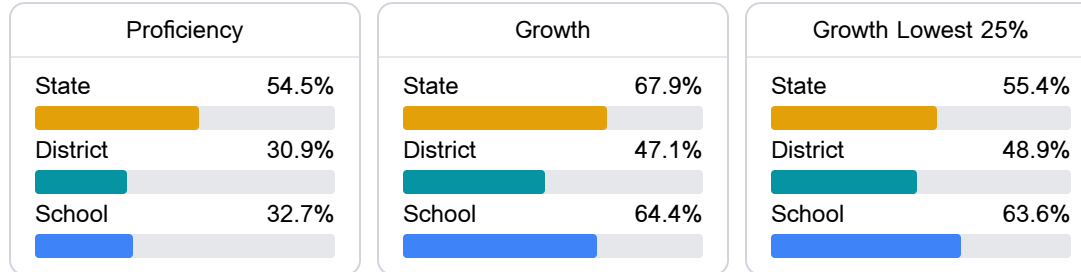 Proficiency
State 54.5%
District 30.9%
School 32.7%
Growth
State 67.9%
District 47.1%
School 64.4%
Growth Lowest 25%
State 55.4%
District 48.9%
School 63.6%